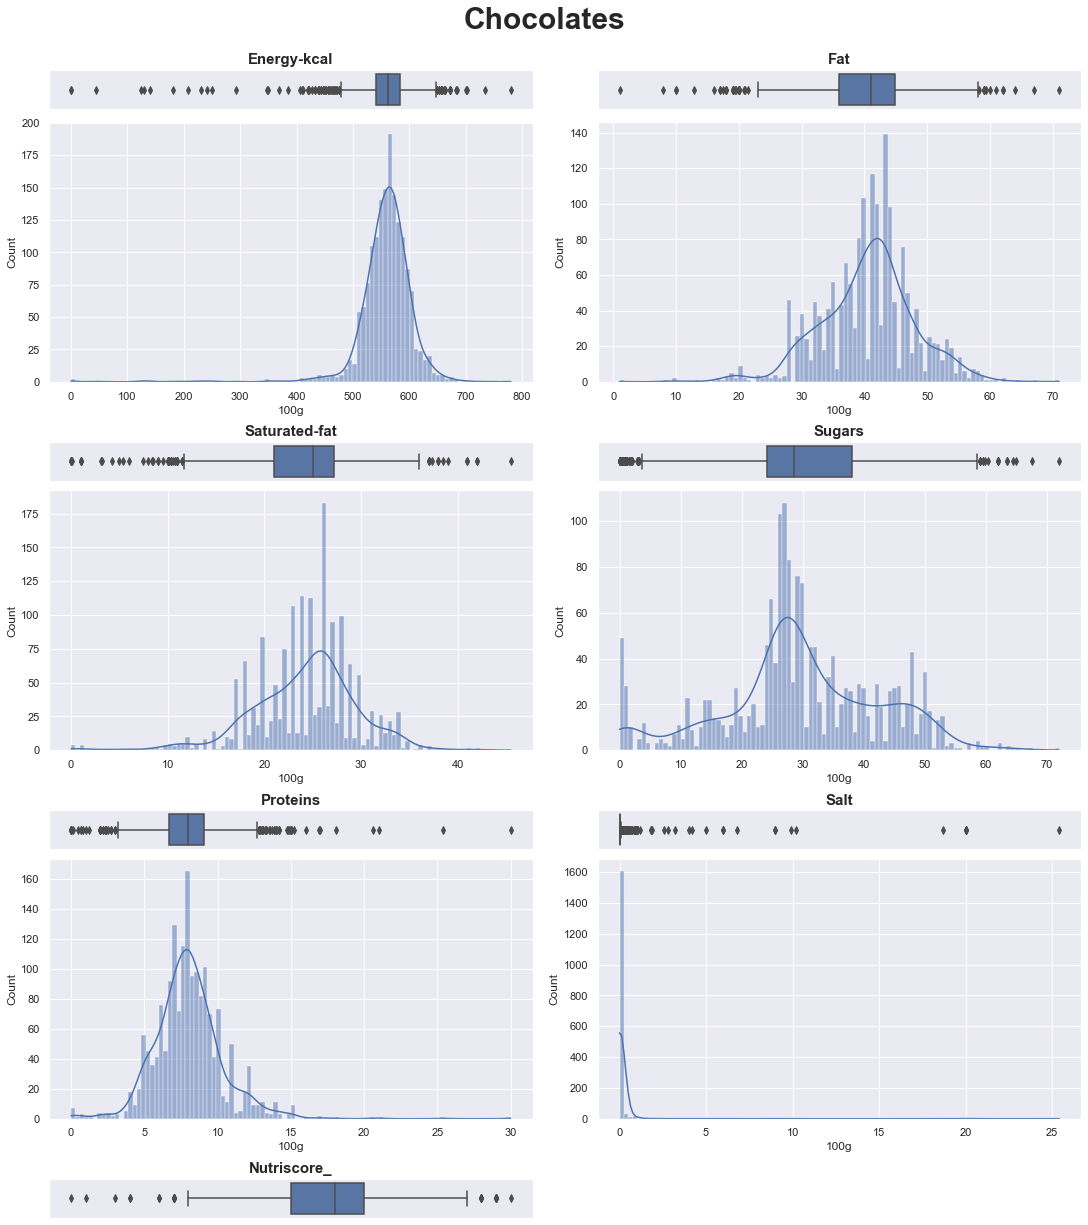 Chocolates
Energy-kcal
Fat
200
175
150
125
100
75
50
25
0
Count
0 100 200 300 400 500 600 700 800
100g
140
120
100
80
60
40
20
0
Count
0 10 20 30 40 50 60 70
100g
Saturated-fat
Sugars
175
150
125
100
75
50
25
0
Count
0 10 20 30 40
100g
100
80
60
40
20
0
Count
0 10 20 30 40 50 60 70
100g
Proteins
Salt
160
140
120
100
80
60
40
20
0
Count
0 5 10 15 20 25 30
100g
1600
1400
1200
1000
800
600
400
200
0
Count
0 5 10 15 20 25
100g
Nutriscore_